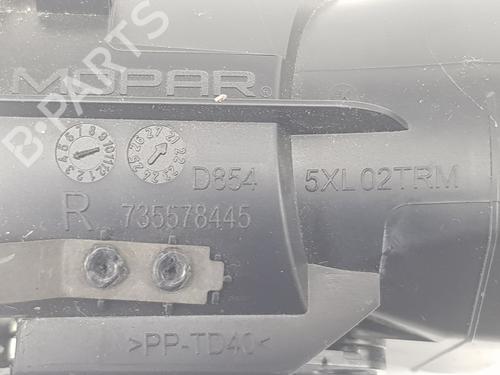 MOPAR®
D854
5XL02TRM
R 735578445
>PP-TD40<
B-PARTS